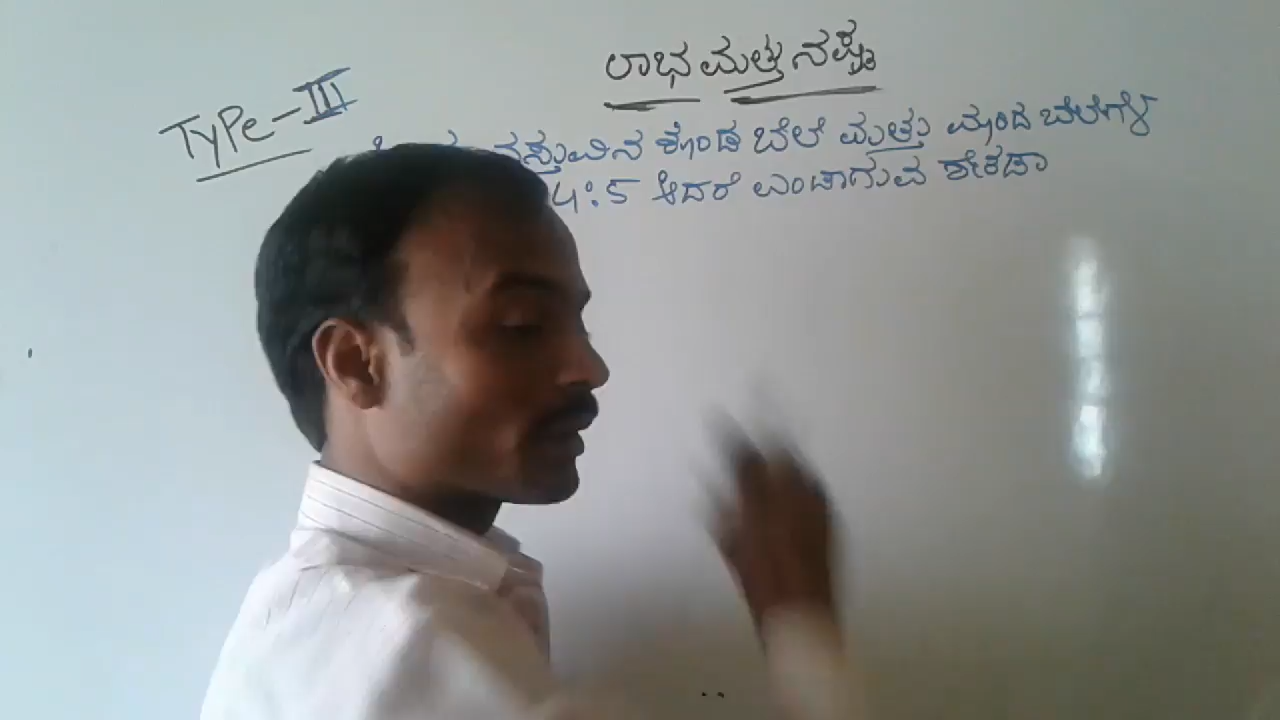 ಲಾಭ ಮತ್ತು ನಷ್ಟ
TyPe-III
ವಸ್ತುವಿನ ಕೊಂಡ ಬೆಲೆ ಮತ್ತು ಮಾರಿದ ಬೆಲೆಗಳ
4:5 ಆದರೆ ಉಂಟಾಗುವ ಶೇಕಡಾ